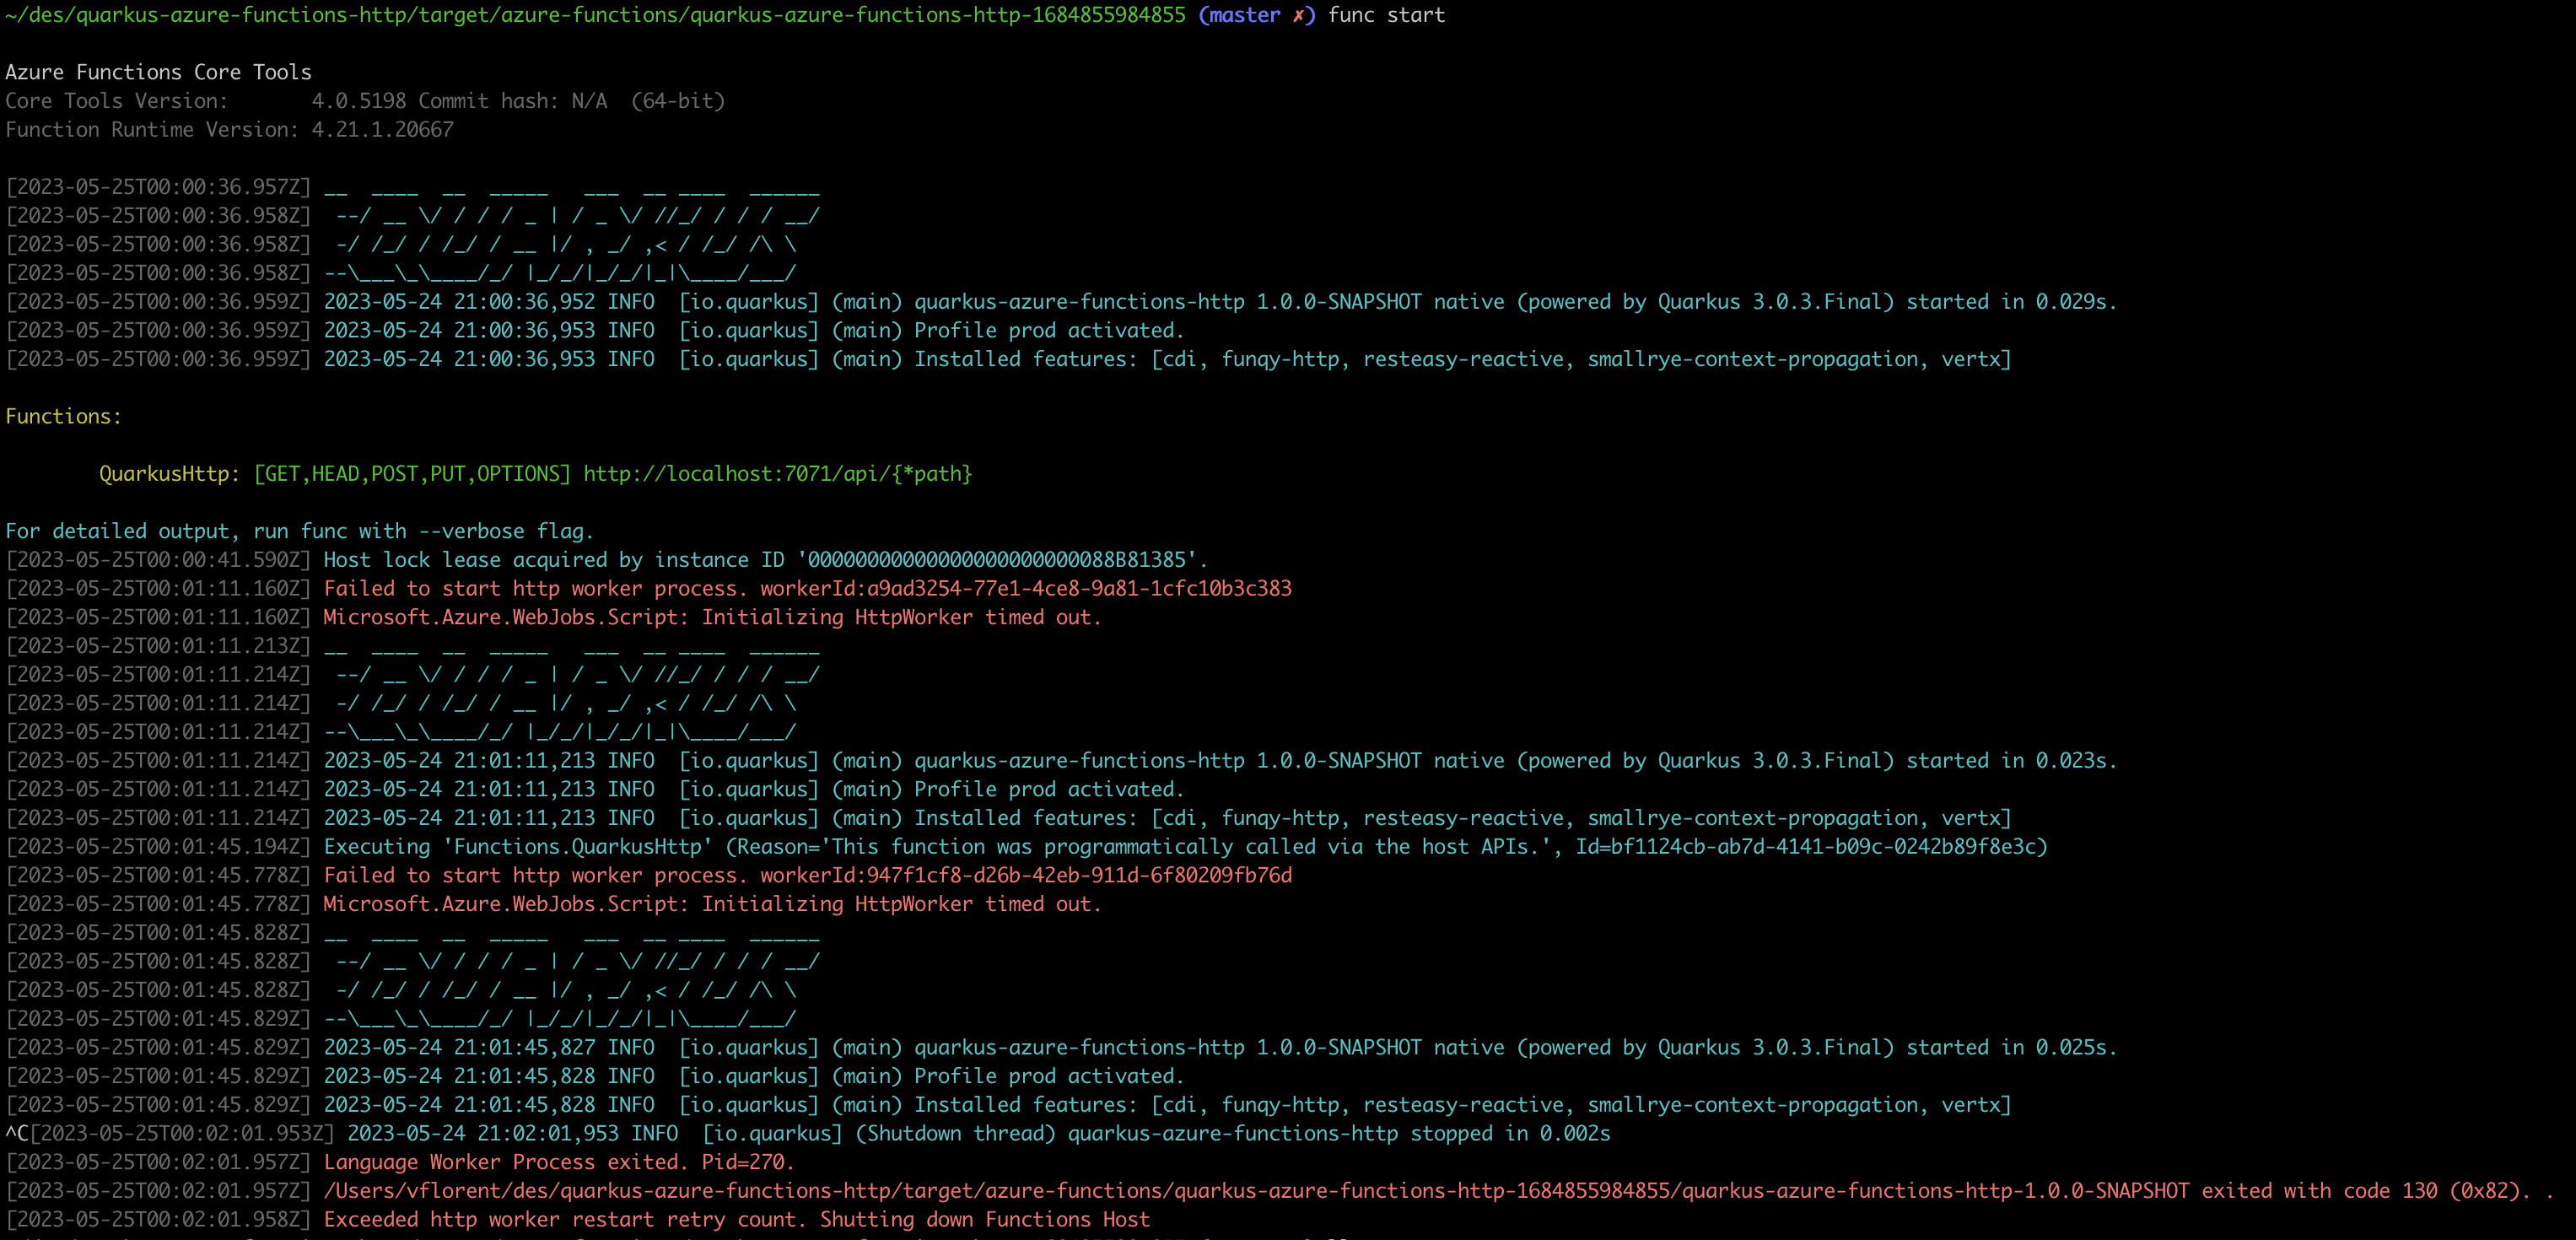 ~/des/quarkus-azure-functions-http/target/azure-functions/quarkus-azure-functions-http-1684855984855 (master ✗) func start
Azure Functions Core Tools
Core Tools Version:       4.0.5198 Commit hash: N/A  (64-bit)
Function Runtime Version: 4.21.1.20667
[2023-05-25T00:00:36.957Z] __  ____  __  _____   ___  __ ____  ______
[2023-05-25T00:00:36.958Z]  --/ __ \/ / / / _ | / _ \/ //_/ / / / __/
[2023-05-25T00:00:36.958Z]  -/ /_/ / /_/ / __ |/ , _/ ,< / /_/ /\ \
[2023-05-25T00:00:36.958Z] --\___\_\____/_/ |_/_/|_/_/|_|\____/___/
[2023-05-25T00:00:36.959Z] 2023-05-24 21:00:36,952 INFO  [io.quarkus] (main) quarkus-azure-functions-http 1.0.0-SNAPSHOT native (powered by Quarkus 3.0.3.Final) started in 0.029s.
[2023-05-25T00:00:36.959Z] 2023-05-24 21:00:36,953 INFO  [io.quarkus] (main) Profile prod activated.
[2023-05-25T00:00:36.959Z] 2023-05-24 21:00:36,953 INFO  [io.quarkus] (main) Installed features: [cdi, funqy-http, resteasy-reactive, smallrye-context-propagation, vertx]
Functions:
        QuarkusHttp: [GET,HEAD,POST,PUT,OPTIONS] http://localhost:7071/api/{*path}
For detailed output, run func with --verbose flag.
[2023-05-25T00:00:41.590Z] Host lock lease acquired by instance ID '00000000000000000000000088B81385'.
[2023-05-25T00:01:11.160Z] Failed to start http worker process. workerId:a9ad3254-77e1-4ce8-9a81-1cfc10b3c383
[2023-05-25T00:01:11.160Z] Microsoft.Azure.WebJobs.Script: Initializing HttpWorker timed out.
[2023-05-25T00:01:11.213Z] __  ____  __  _____   ___  __ ____  ______
[2023-05-25T00:01:11.214Z]  --/ __ \/ / / / _ | / _ \/ //_/ / / / __/
[2023-05-25T00:01:11.214Z]  -/ /_/ / /_/ / __ |/ , _/ ,< / /_/ /\ \
[2023-05-25T00:01:11.214Z] --\___\_\____/_/ |_/_/|_/_/|_|\____/___/
[2023-05-25T00:01:11.214Z] 2023-05-24 21:01:11,213 INFO  [io.quarkus] (main) quarkus-azure-functions-http 1.0.0-SNAPSHOT native (powered by Quarkus 3.0.3.Final) started in 0.023s.
[2023-05-25T00:01:11.214Z] 2023-05-24 21:01:11,213 INFO  [io.quarkus] (main) Profile prod activated.
[2023-05-25T00:01:11.214Z] 2023-05-24 21:01:11,213 INFO  [io.quarkus] (main) Installed features: [cdi, funqy-http, resteasy-reactive, smallrye-context-propagation, vertx]
[2023-05-25T00:01:45.194Z] Executing 'Functions.QuarkusHttp' (Reason='This function was programmatically called via the host APIs.', Id=bf1124cb-ab7d-4141-b09c-0242b89f8e3c)
[2023-05-25T00:01:45.778Z] Failed to start http worker process. workerId:947f1cf8-d26b-42eb-911d-6f80209fb76d
[2023-05-25T00:01:45.778Z] Microsoft.Azure.WebJobs.Script: Initializing HttpWorker timed out.
[2023-05-25T00:01:45.828Z] __  ____  __  _____   ___  __ ____  ______
[2023-05-25T00:01:45.828Z]  --/ __ \/ / / / _ | / _ \/ //_/ / / / __/
[2023-05-25T00:01:45.828Z]  -/ /_/ / /_/ / __ |/ , _/ ,< / /_/ /\ \
[2023-05-25T00:01:45.829Z] --\___\_\____/_/ |_/_/|_/_/|_|\____/___/
[2023-05-25T00:01:45.829Z] 2023-05-24 21:01:45,827 INFO  [io.quarkus] (main) quarkus-azure-functions-http 1.0.0-SNAPSHOT native (powered by Quarkus 3.0.3.Final) started in 0.025s.
[2023-05-25T00:01:45.829Z] 2023-05-24 21:01:45,828 INFO  [io.quarkus] (main) Profile prod activated.
[2023-05-25T00:01:45.829Z] 2023-05-24 21:01:45,828 INFO  [io.quarkus] (main) Installed features: [cdi, funqy-http, resteasy-reactive, smallrye-context-propagation, vertx]
^C[2023-05-25T00:02:01.953Z] 2023-05-24 21:02:01,953 INFO  [io.quarkus] (Shutdown thread) quarkus-azure-functions-http stopped in 0.002s
[2023-05-25T00:02:01.957Z] Language Worker Process exited. Pid=270.
[2023-05-25T00:02:01.957Z] /Users/vflorent/des/quarkus-azure-functions-http/target/azure-functions/quarkus-azure-functions-http-1684855984855/quarkus-azure-functions-http-1.0.0-SNAPSHOT exited with code 130 (0x82). .
[2023-05-25T00:02:01.958Z] Exceeded http worker restart retry count. Shutting down Functions Host